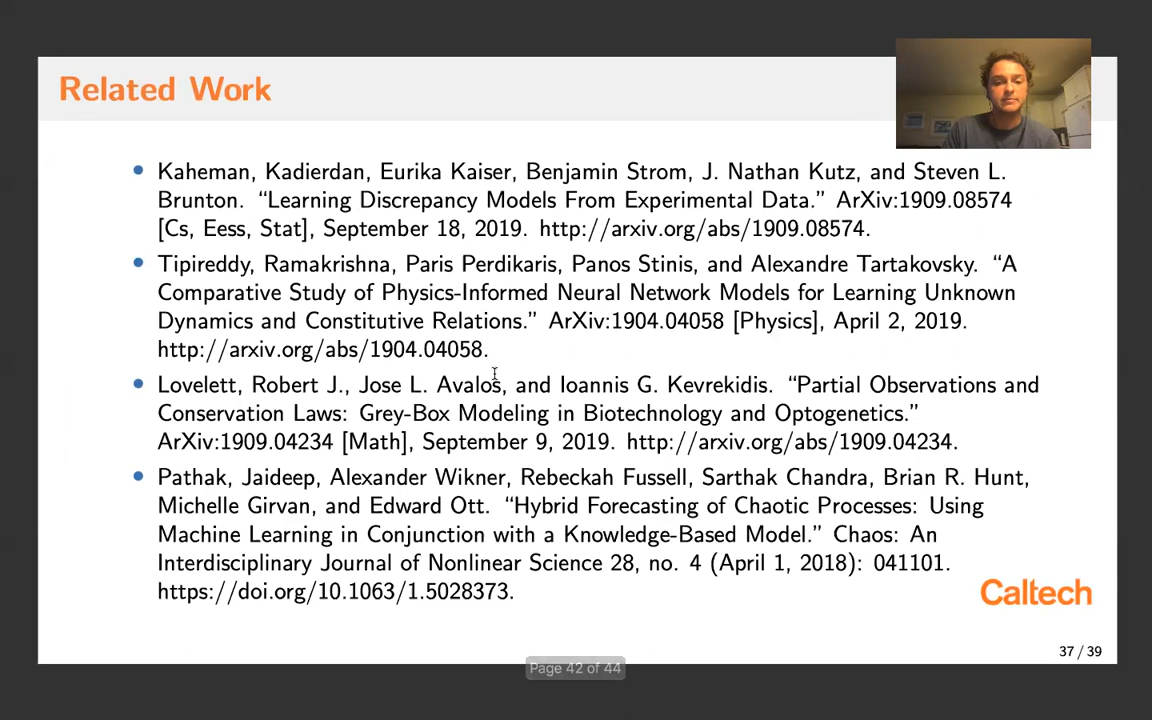 Related Work
• Kaheman, Kadierdan, Eurika Kaiser, Benjamin Strom, J. Nathan Kutz, and Steven L.
Brunton. “Learning Discrepancy Models From Experimental Data.” ArXiv:1909.08574
[Cs, Eess, Stat], September 18, 2019. http://arxiv.org/abs/1909.08574.
• Tipireddy, Ramakrishna, Paris Perdikaris, Panos Stinis, and Alexandre Tartakovsky. “A
Comparative Study of Physics-Informed Neural Network Models for Learning Unknown
Dynamics and Constitutive Relations.” ArXiv:1904.04058 [Physics], April 2, 2019.
http://arxiv.org/abs/1904.04058.
• Lovelett, Robert J., Jose L. Avalos, and Ioannis G. Kevrekidis. “Partial Observations and
Conservation Laws: Grey-Box Modeling in Biotechnology and Optogenetics.”
ArXiv:1909.04234 [Math], September 9, 2019. http://arxiv.org/abs/1909.04234.
• Pathak, Jaideep, Alexander Wikner, Rebeckah Fussell, Sarthak Chandra, Brian R. Hunt,
Michelle Girvan, and Edward Ott. “Hybrid Forecasting of Chaotic Processes: Using
Machine Learning in Conjunction with a Knowledge-Based Model.” Chaos: An
Interdisciplinary Journal of Nonlinear Science 28, no. 4 (April 1, 2018): 041101.
https://doi.org/10.1063/1.5028373.
Caltech
37 / 39
Page 42 of 44